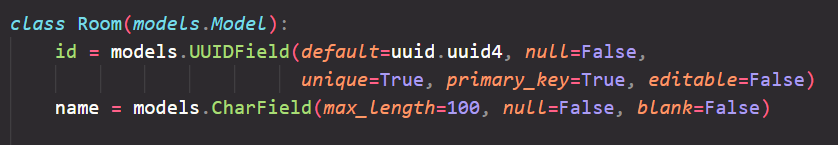 class Room(models.Model):
    id = models.UUIDField(default=uuid.uuid4, null=False,
                          unique=True, primary_key=True, editable=False)
    name = models.CharField(max_length=100, null=False, blank=False)